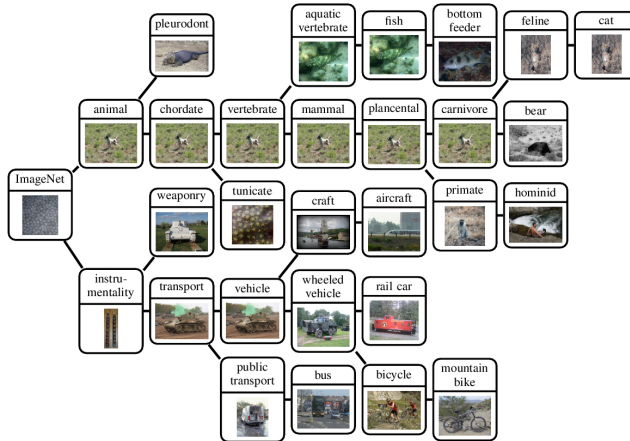 pleurodont
aquatic
vertebrate
fish
bottom
feeder
feline
cat
animal
chordate
vertebrate
mammal
plancental
carnivore
bear
ImageNet
weaponry
tunicate
craft
aircraft
primate
hominid
instru-
mentality
transport
vehicle
wheeled
vehicle
rail car
public
transport
bus
bicycle
mountain
bike